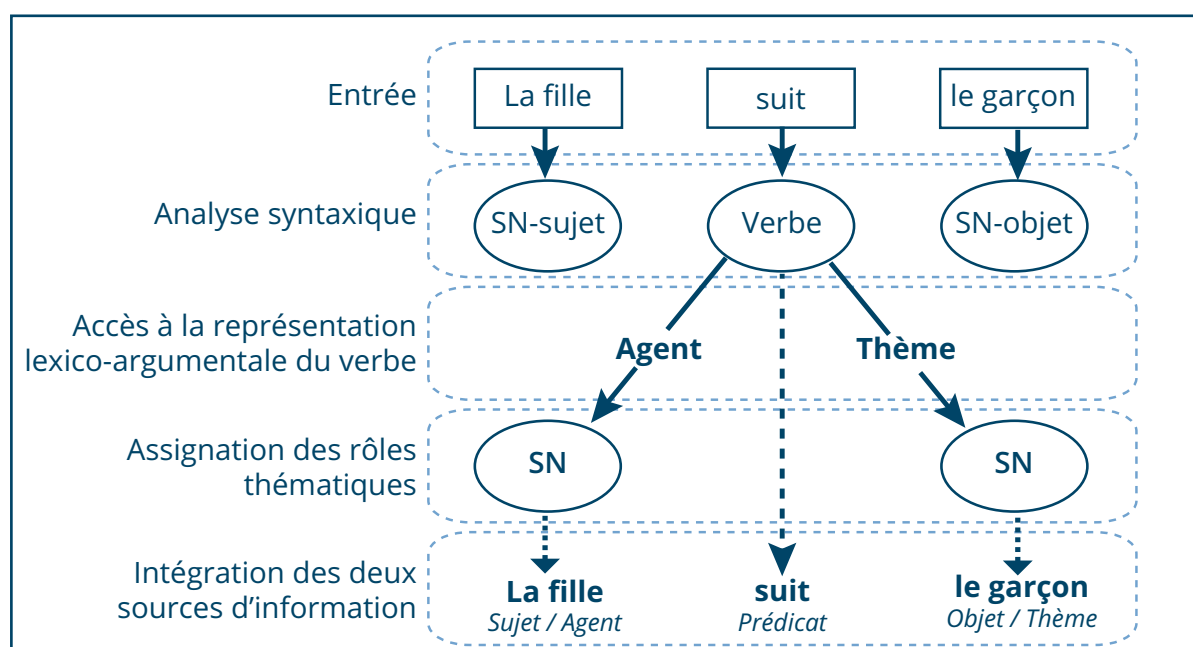 Entrée
La fille
suit
le garçon
Analyse syntaxique
SN-sujet
Verbe
SN-objet
Accès à la représentation
lexico-argumentale du verbe
Agent
Thème
Assignation des rôles
thématiques
SN
SN
Intégration des deux
sources d’information
La fille
Sujet / Agent
suit
Prédicat
le garçon
Objet / Thème